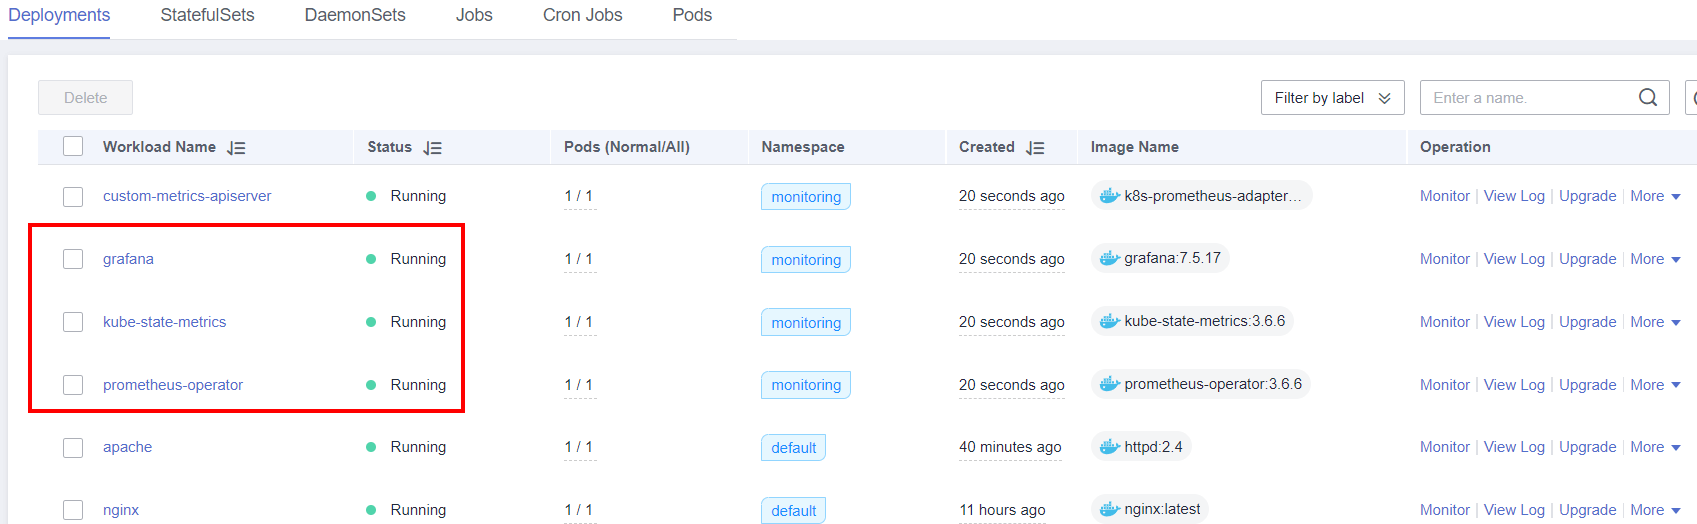 Deployments StatefulSets DaemonSets Jobs Cron Jobs Pods
Delete Filter by label Enter a name.
Workload Name Status Pods (Normal/All) Namespace Created Image Name Operation
custom-metrics-apiserver Running 1 / 1 monitoring 20 seconds ago k8s-prometheus-adapter... Monitor View Log Upgrade More
grafana Running 1 / 1 monitoring 20 seconds ago grafana:7.5.17 Monitor View Log Upgrade More
kube-state-metrics Running 1 / 1 monitoring 20 seconds ago kube-state-metrics:3.6.6 Monitor View Log Upgrade More
prometheus-operator Running 1 / 1 monitoring 20 seconds ago prometheus-operator:3.6.6 Monitor View Log Upgrade More
apache Running 1 / 1 default 40 minutes ago httpd:2.4 Monitor View Log Upgrade More
nginx Running 1 / 1 default 11 hours ago nginx:latest Monitor View Log Upgrade More